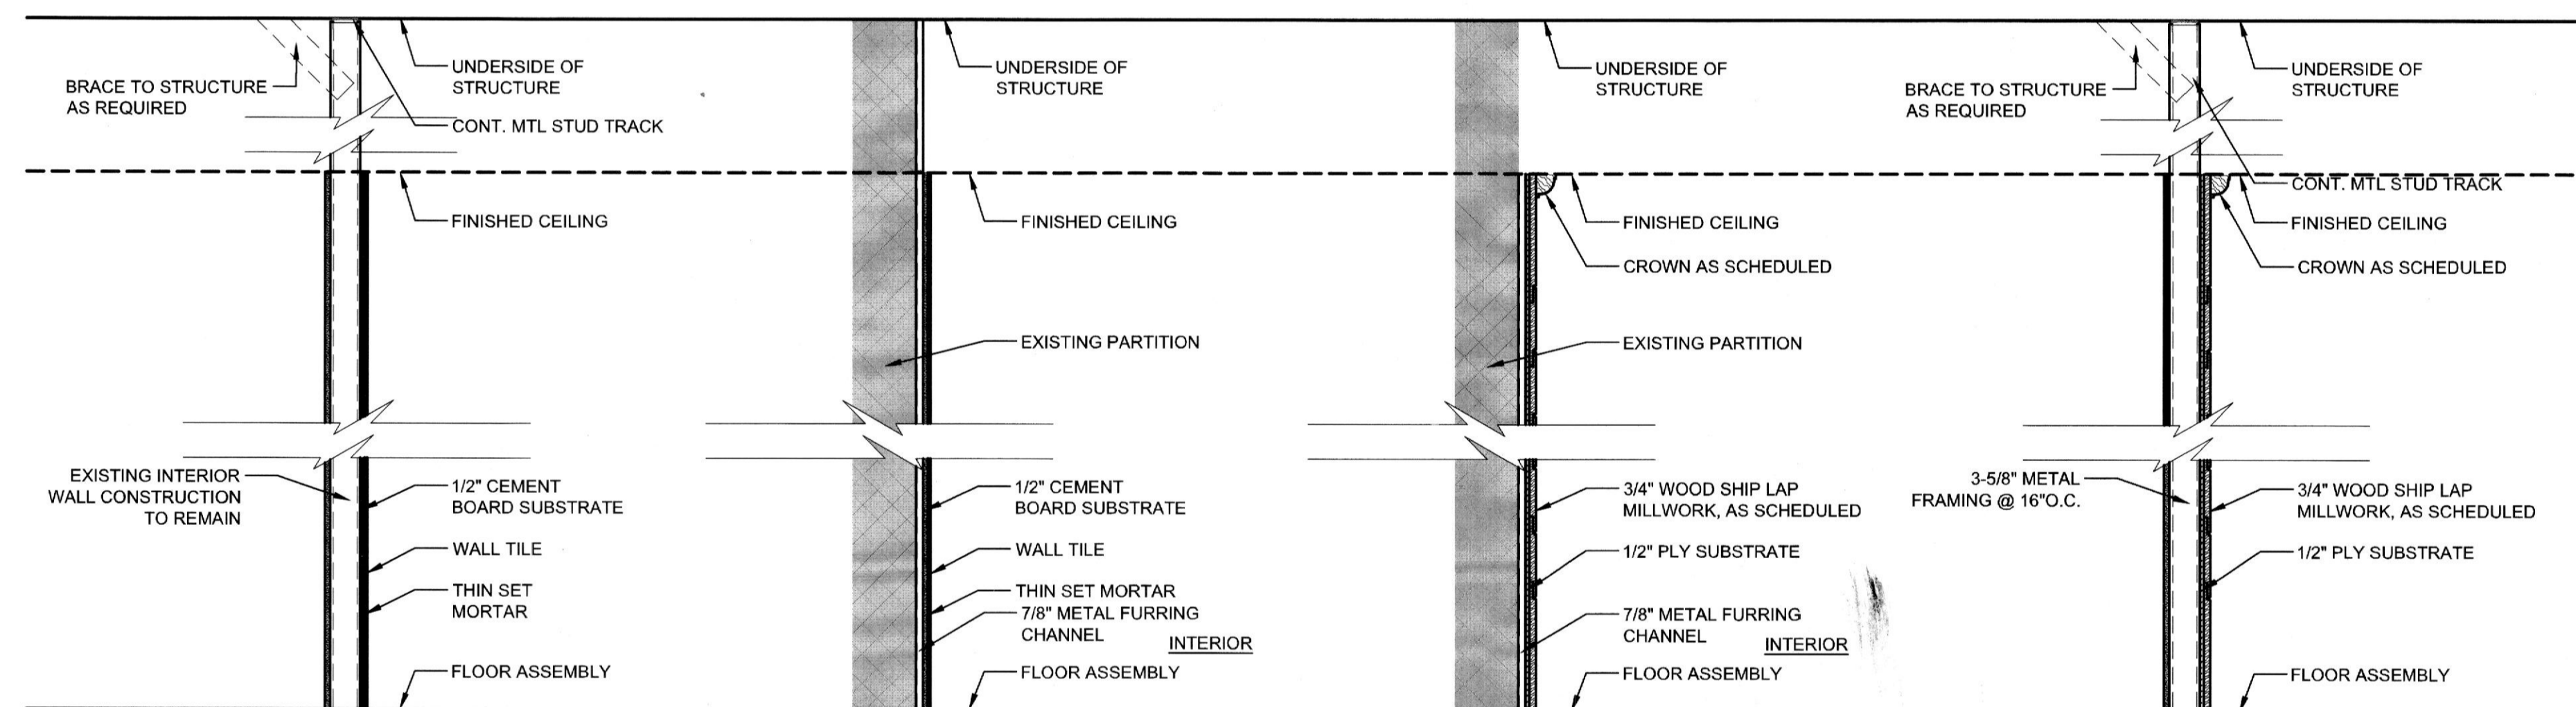 BRACE TO STRUCTURE
AS REQUIRED
UNDERSIDE OF
STRUCTURE
CONT. MTL STUD TRACK
FINISHED CEILING
EXISTING INTERIOR
WALL CONSTRUCTION
TO REMAIN
1/2" CEMENT
BOARD SUBSTRATE
WALL TILE
THIN SET
MORTAR
FLOOR ASSEMBLY
UNDERSIDE OF
STRUCTURE
FINISHED CEILING
EXISTING PARTITION
1/2" CEMENT
BOARD SUBSTRATE
WALL TILE
THIN SET MORTAR
7/8" METAL FURRING
CHANNEL
INTERIOR
FLOOR ASSEMBLY
UNDERSIDE OF
STRUCTURE
FINISHED CEILING
CROWN AS SCHEDULED
EXISTING PARTITION
3/4" WOOD SHIP LAP
MILLWORK, AS SCHEDULED
1/2" PLY SUBSTRATE
7/8" METAL FURRING
CHANNEL
INTERIOR
FLOOR ASSEMBLY
BRACE TO STRUCTURE
AS REQUIRED
UNDERSIDE OF
STRUCTURE
CONT. MTL STUD TRACK
FINISHED CEILING
CROWN AS SCHEDULED
3-5/8" METAL
FRAMING @ 16"O.C.
3/4" WOOD SHIP LAP
MILLWORK, AS SCHEDULED
1/2" PLY SUBSTRATE
FLOOR ASSEMBLY